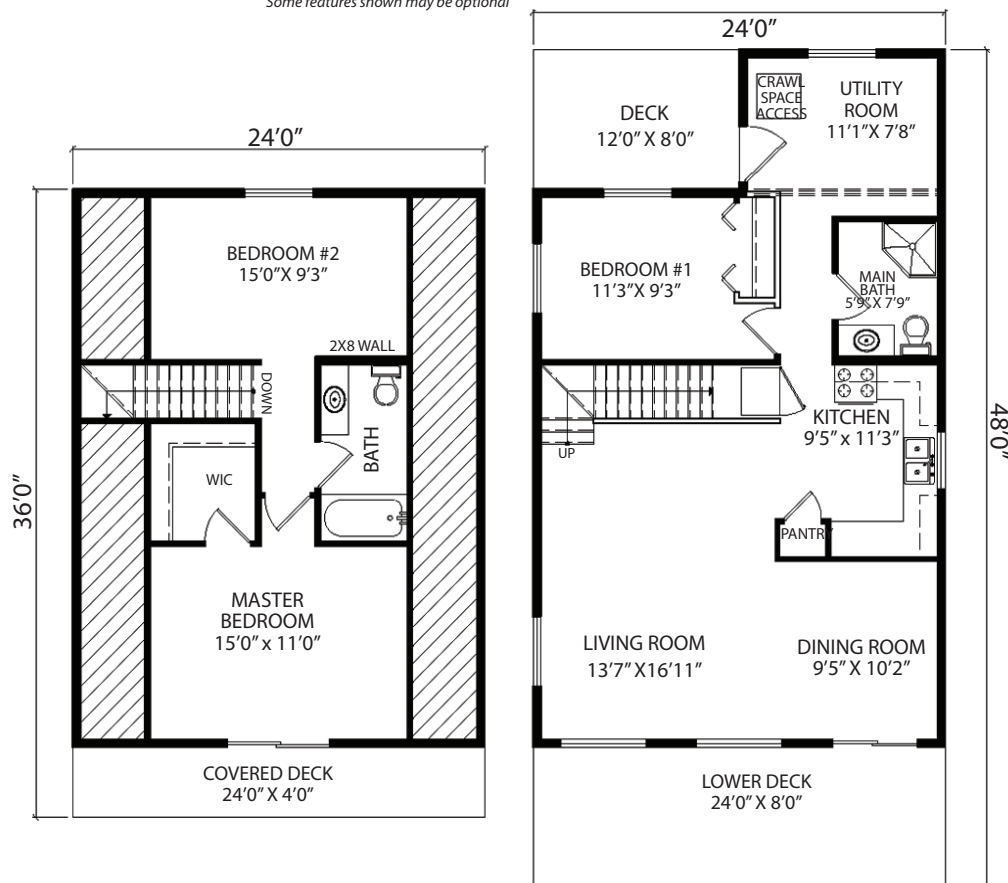 Some features shown may be optional
24’0”
36’0”
BEDROOM #2
15’0”X 9’3”
2X8 WALL
DOWN
BATH
WIC
MASTER
BEDROOM
15’0” x 11’0”
COVERED DECK
24’0” X 4’0”
24’0”
48’0”
DECK
12’0” X 8’0”
CRAWL
SPACE
ACCESS
UTILITY
ROOM
11’1”X 7’8”
BEDROOM #1
11’3”X 9’3”
MAIN
BATH
5’9”X 7’9”
UP
KITCHEN
9’5” x 11’3”
PANTRY
LIVING ROOM
13’7” X16’11”
DINING ROOM
9’5” X 10’2”
LOWER DECK
24’0” X 8’0”